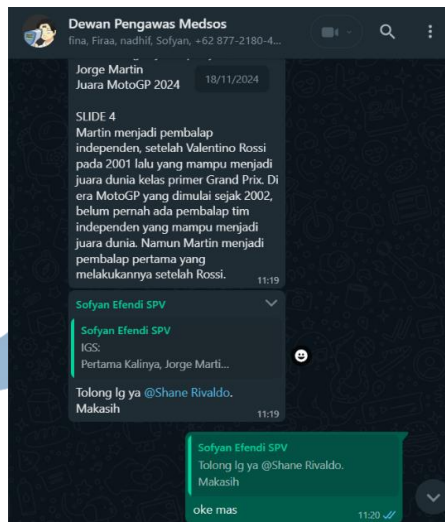 Dewan Pengawas Medsos
fina, Firaa, nadhif, Sofyan, +62 877-2180-4...
Jorge Martin
Juara MotoGP 2024
18/11/2024
SLIDE 4
Martin menjadi pembalap
independen, setelah Valentino Rossi
pada 2001 lalu yang mampu menjadi
juara dunia kelas primer Grand Prix. Di
era MotoGP yang dimulai sejak 2002,
belum pernah ada pembalap tim
independen yang mampu menjadi
juara dunia. Namun Martin menjadi
pembalap pertama yang
melakukannya setelah Rossi.
11:19
Sofyan Efendi SPV
Sofyan Efendi SPV
IGS:
Pertama Kalinya, Jorge Marti...
Tolong lg ya @Shane Rivaldo.
Makasih
11:19
Sofyan Efendi SPV
Tolong lg ya @Shane Rivaldo.
Makasih
oke mas
11:20